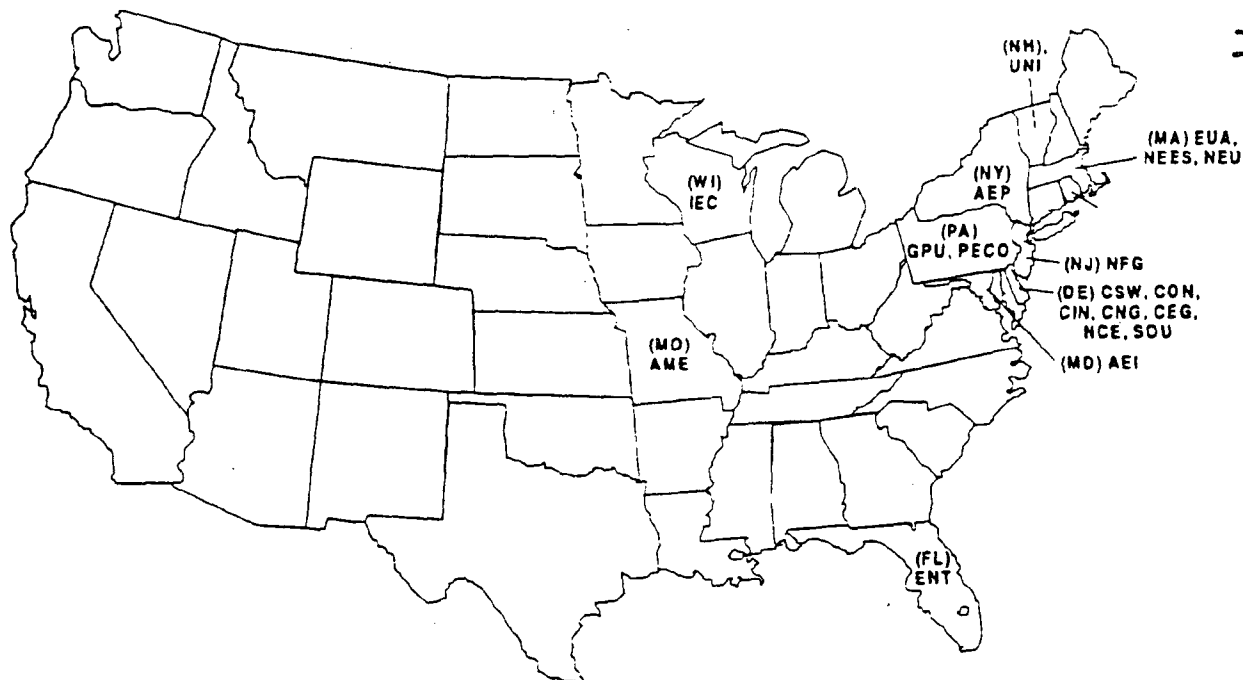 (NH),
UNI
(MA) EUA,
NEES, NEU
(WI)
IEC
(NY)
AEP
(PA)
GPU, PECO
(NJ) NFG
(DE) CSW, CON,
CIN, CNG, CEG,
NCE, SOU
(MD) AEI
(MO)
AME
(FL)
ENT